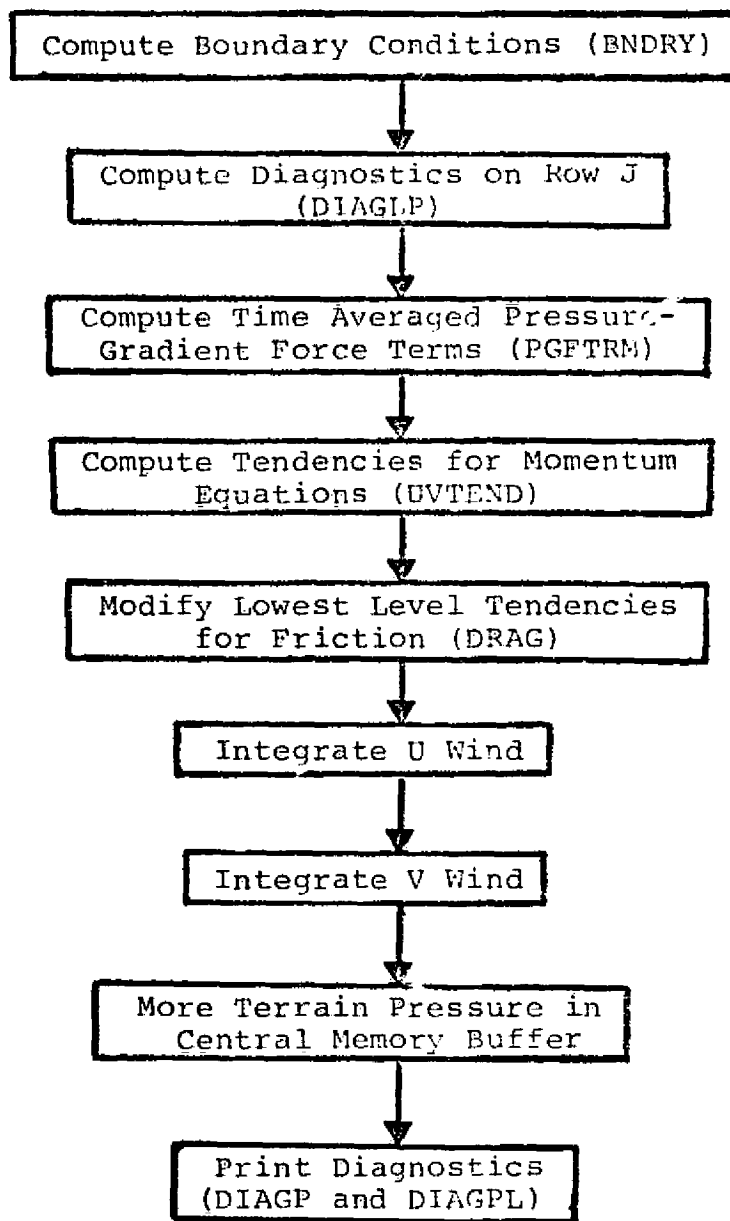 Compute Boundary Conditions (BNDRY)
Compute Diagnostics on Row J
(DIAGLP)
Compute Time Averaged Pressure-
Gradient Force Terms (PGFTRM)
Compute Tendencies for Momentum
Equations (UVTEND)
Modify Lowest Level Tendencies
for Friction (DRAG)
Integrate U Wind
Integrate V Wind
More Terrain Pressure in
Central Memory Buffer
Print Diagnostics
(DIAGP and DIAGPL)